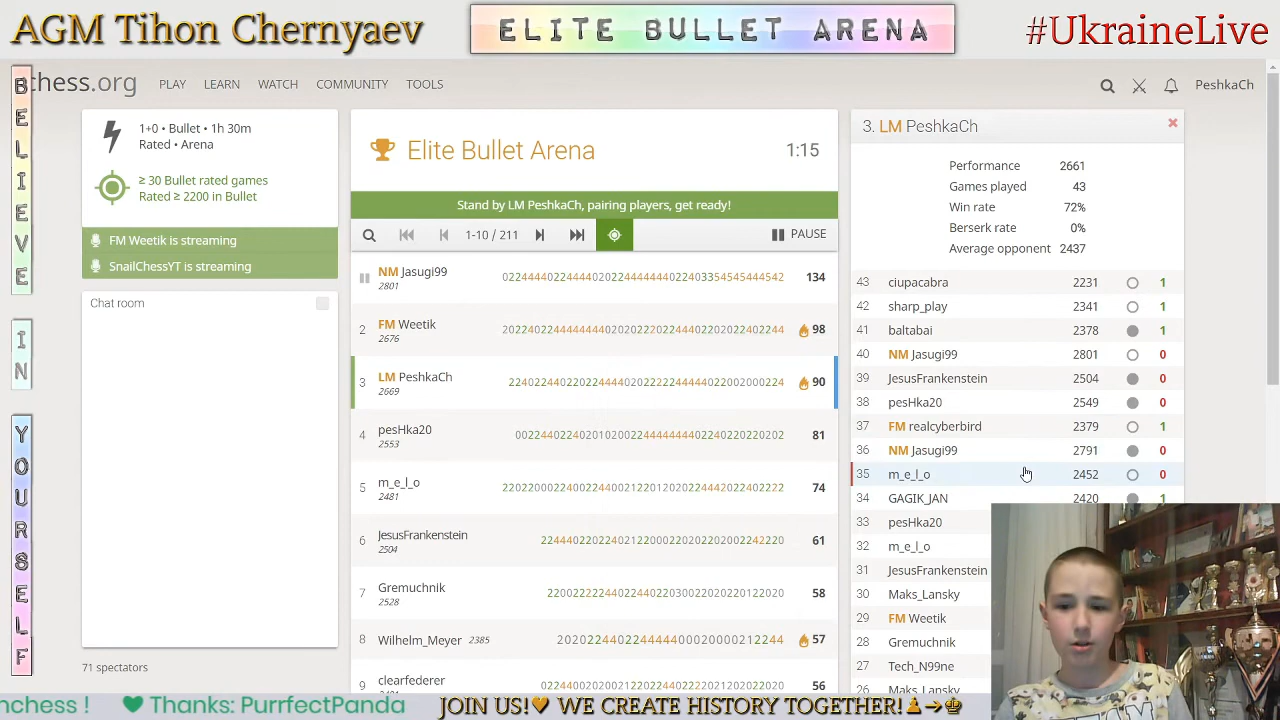 AGM Tihon Chernyaev
ELITE BULLET ARENA
#UkraineLive
BELIEVE
IN
YOURSELF
chess.org
PLAY LEARN WATCH COMMUNITY TOOLS
PeshkaCh
1+0 • Bullet • 1h 30m
Rated • Arena
≥ 30 Bullet rated games
Rated ≥ 2200 in Bullet
FM Weetik is streaming
SnailChessYT is streaming
Chat room
71 spectators
Elite Bullet Arena 1:15
Stand by LM PeshkaCh, pairing players, get ready!
1-10 / 211 PAUSE
NM Jasugi99 134
2801
2 FM Weetik 98
2676
3 LM PeshkaCh 90
2669
4 pesHka20 81
2553
5 m_e_l_o 74
2481
6 JesusFrankenstein 61
2504
7 Gremuchnik 58
2528
8 Wilhelm_Meyer 2385 57
9 clearfederer 56
3. LM PeshkaCh
Performance 2661
Games played 43
Win rate 72%
Berserk rate 0%
Average opponent 2437
43 ciupacabra 2231 1
42 sharp_play 2341 1
41 baltabai 2378 1
40 NM Jasugi99 2801 0
39 JesusFrankenstein 2504 0
38 pesHka20 2549 0
37 FM realcyberbird 2379 1
36 NM Jasugi99 2791 0
35 m_e_l_o 2452 0
34 GAGIK_JAN 2420 1
33 pesHka20
32 m_e_l_o
31 JesusFrankenstein
30 Maks_Lansky
29 FM Weetik
28 Gremuchnik
27 Tech_N99ne
26 Maks_Lansky
nchess ! Thanks: PurrfectPanda
JOIN US! WE CREATE HISTORY TOGETHER!